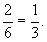 2/6 = 1/3.